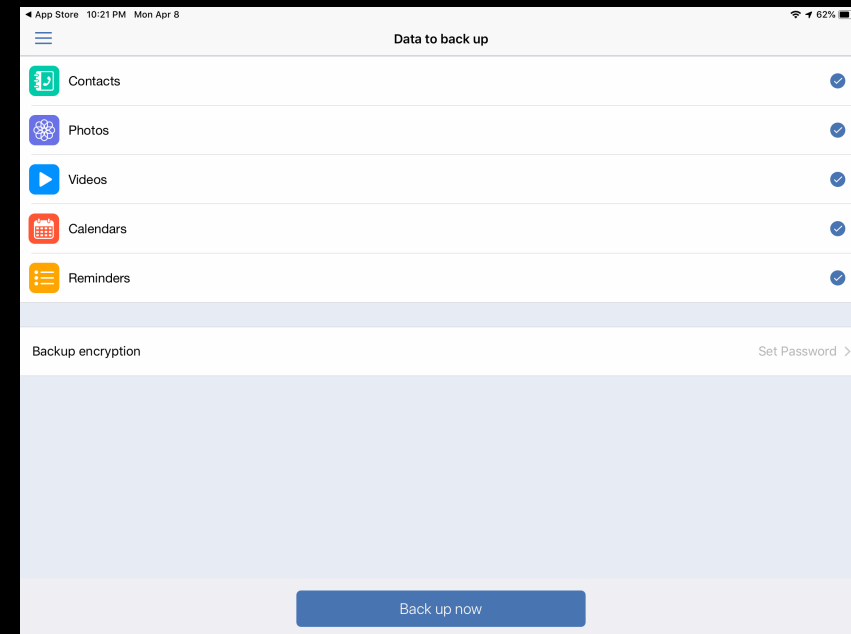 ◀ App Store 10:21 PM Mon Apr 8 62%
Data to back up
Contacts
Photos
Videos
Calendars
Reminders
Backup encryption Set Password
Back up now